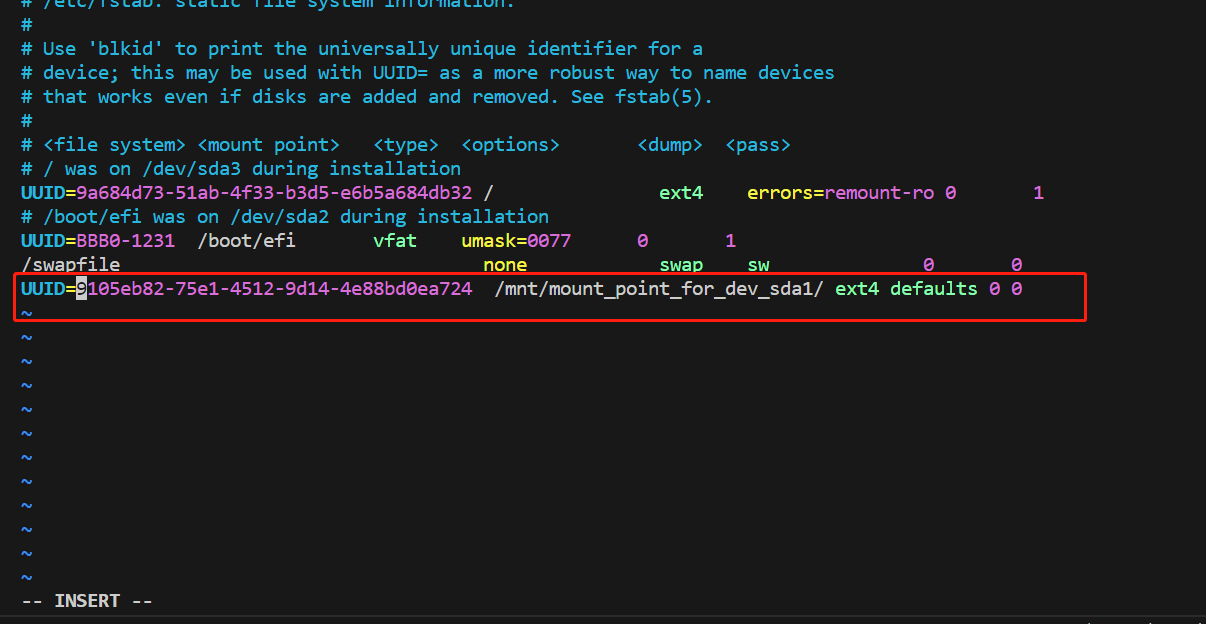 # /etc/fstab: static file system information.
#
# Use 'blkid' to print the universally unique identifier for a
# device; this may be used with UUID= as a more robust way to name devices
# that works even if disks are added and removed. See fstab(5).
#
# <file system> <mount point>   <type>  <options>       <dump>  <pass>
# / was on /dev/sda3 during installation
UUID=9a684d73-51ab-4f33-b3d5-e6b5a684db32 /               ext4    errors=remount-ro 0       1
# /boot/efi was on /dev/sda2 during installation
UUID=BBB0-1231  /boot/efi       vfat    umask=0077      0       1
/swapfile                                 none            swap    sw              0       0
UUID=9105eb82-75e1-4512-9d14-4e88bd0ea724  /mnt/mount_point_for_dev_sda1/ ext4 defaults 0 0
~
~
~
~
~
~
~
~
~
~
~
~
-- INSERT --